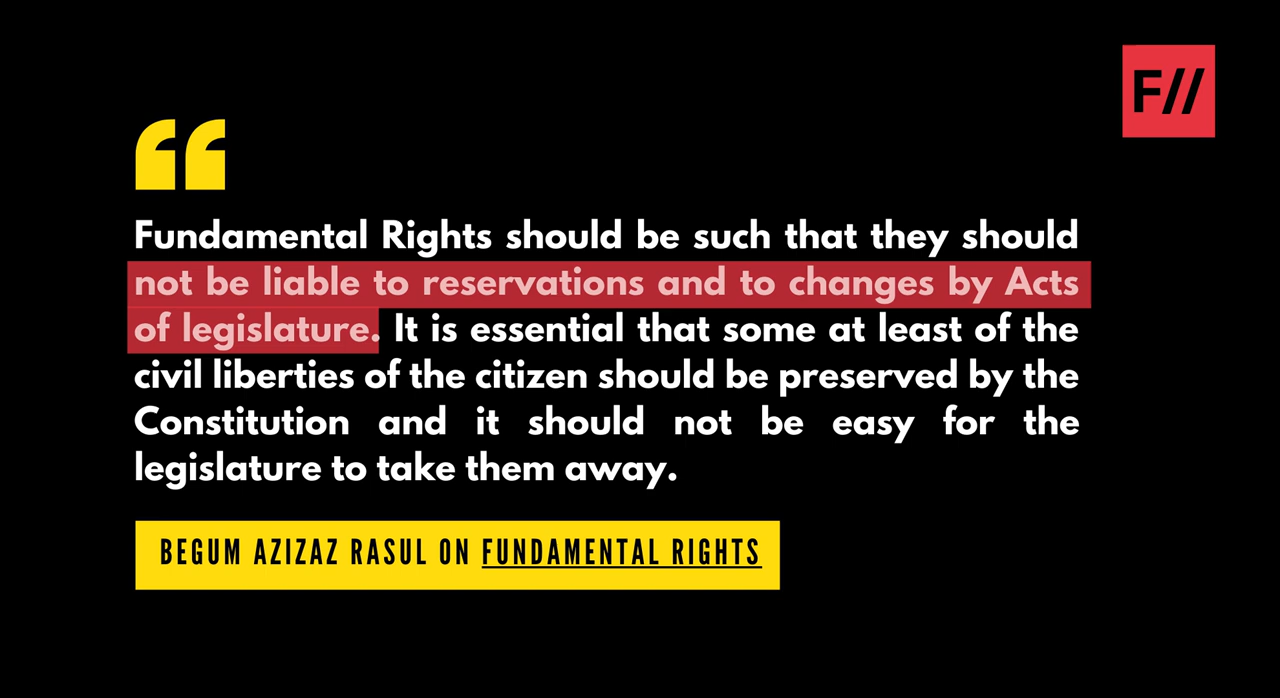 F//
“
Fundamental Rights should be such that they should
not be liable to reservations and to changes by Acts
of legislature. It is essential that some at least of the
civil liberties of the citizen should be preserved by the
Constitution and it should not be easy for the
legislature to take them away.
BEGUM AZIZAZ RASUL ON FUNDAMENTAL RIGHTS